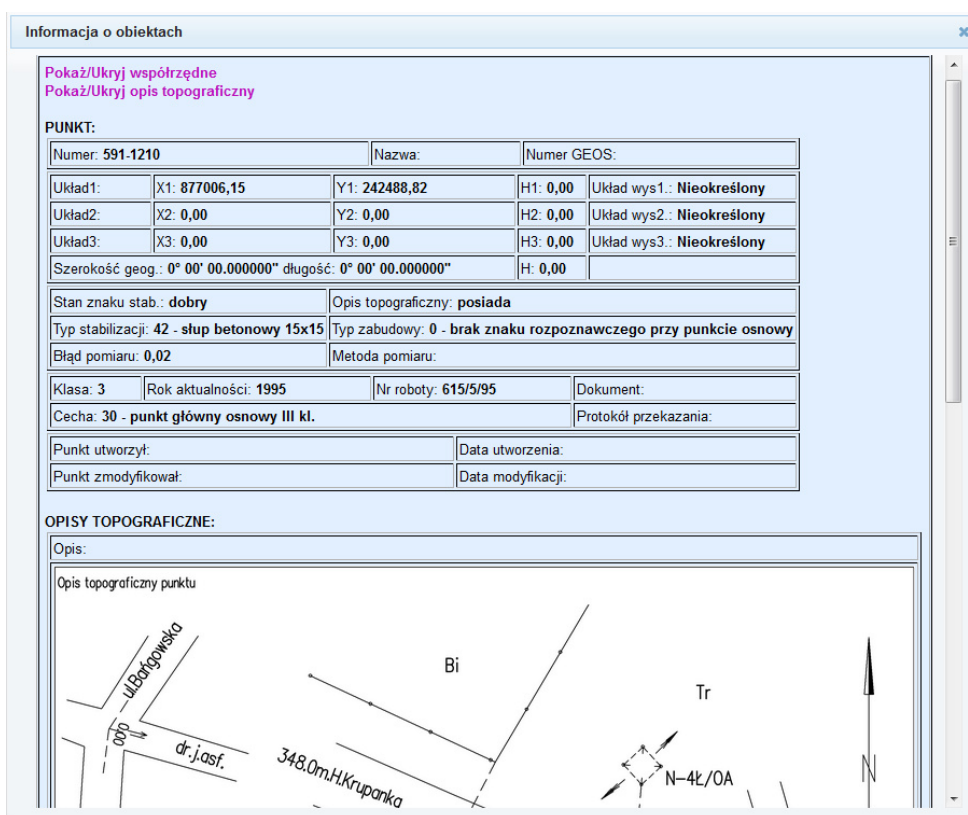 Informacja o obiektach
Pokaż/Ukryj współrzędne
Pokaż/Ukryj opis topograficzny
PUNKT:
Numer: 591-1210 Nazwa: Numer GEOS:
Układ1: X1: 877006,15 Y1: 242488,82 H1: 0,00 Układ wys1.: Nieokreślony
Układ2: X2: 0,00 Y2: 0,00 H2: 0,00 Układ wys2.: Nieokreślony
Układ3: X3: 0,00 Y3: 0,00 H3: 0,00 Układ wys3.: Nieokreślony
Szerokość geog.: 0° 00' 00.000000" długość: 0° 00' 00.000000" H: 0,00
Stan znaku stab.: dobry Opis topograficzny: posiada
Typ stabilizacji: 42 - słup betonowy 15x15 Typ zabudowy: 0 - brak znaku rozpoznawczego przy punkcie osnowy
Błąd pomiaru: 0,02 Metoda pomiaru:
Klasa: 3 Rok aktualności: 1995 Nr roboty: 615/5/95 Dokument:
Cecha: 30 - punkt główny osnowy III kl. Protokół przekazania:
Punkt utworzył: Data utworzenia:
Punkt zmodyfikował: Data modyfikacji:
OPISY TOPOGRAFICZNE:
Opis:
Opis topograficzny punktu
ul.Bańgowska
Bi
Tr
0.00
dr.j.asf.
348.0m.H.Krupanka
N-4Ł/OA
N